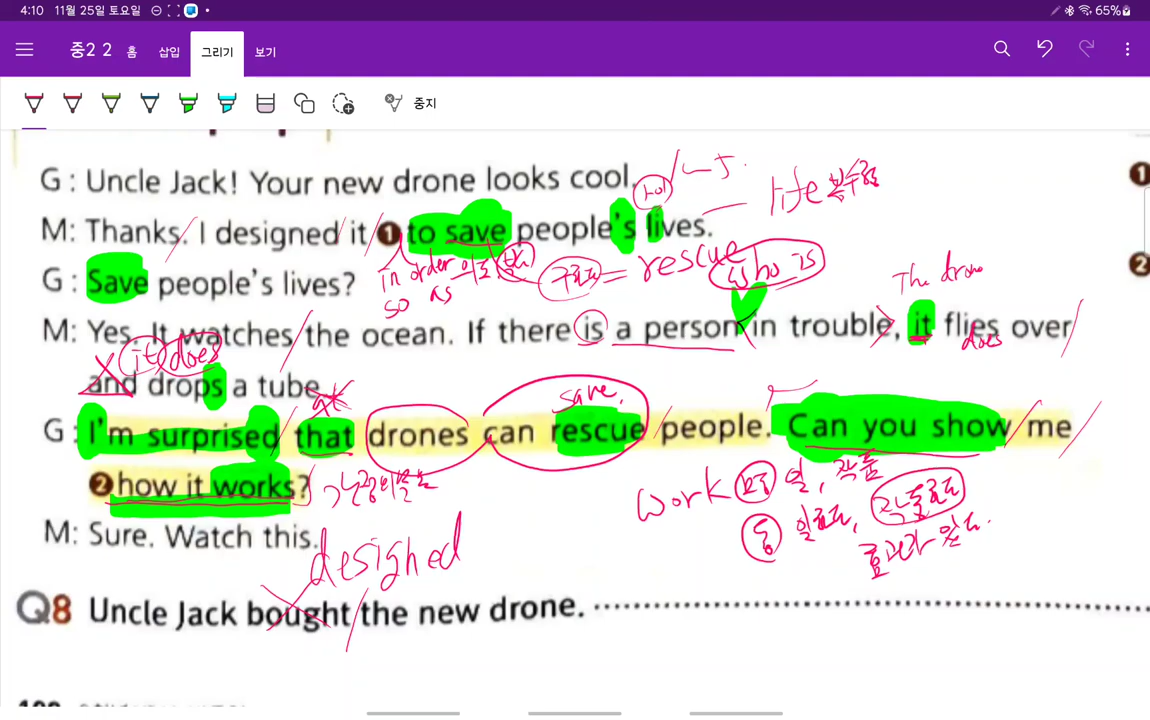 4:10 11월 25일 토요일 65%
중2 2 홈 삽입 그리기 보기
중지
G : Uncle Jack! Your new drone looks cool.
life 복수형
M: Thanks. I designed it ❶ to save people's lives.
in order
so as
= rescue
who is
G : Save people's lives?
The drone
M: Yes. It watches the ocean. If there is a person in trouble, it flies over
does
it does
and drops a tube.
at
save.
G : I'm surprised that drones can rescue people. Can you show me
❷ how it works?
work 일, 작품
동 일하다, 작동하다
효과가 있다.
M: Sure. Watch this.
designed
Q8 Uncle Jack bought the new drone.
❶
❷